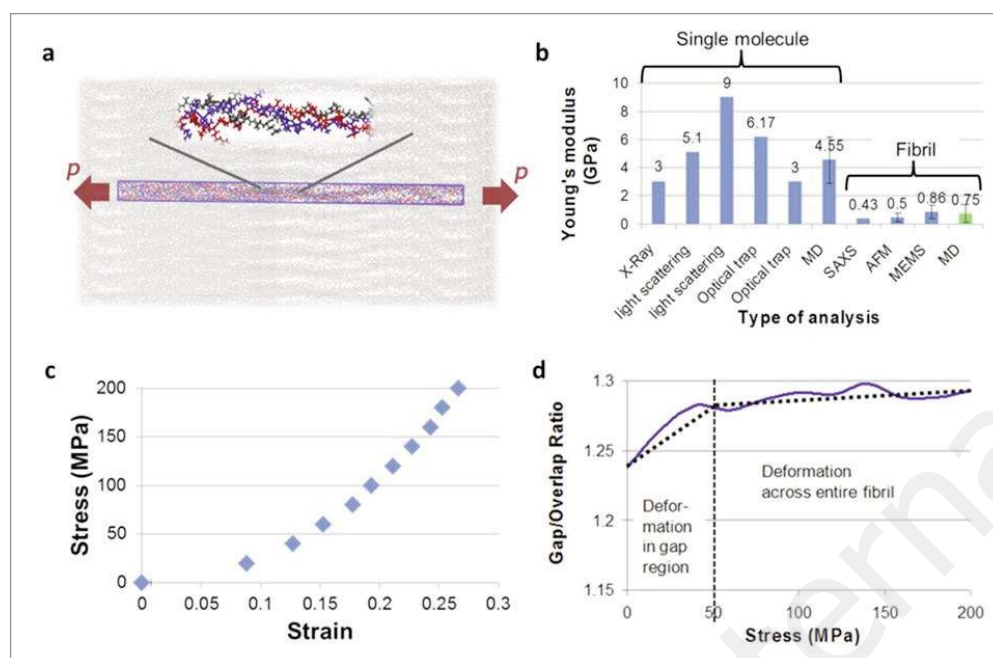 a
p
p
b
Single molecule
Fibril
Young's modulus
(GPa)
10
8
6
4
2
0
3
5.1
9
6.17
3
4.55
0.43
0.5
0.86
0.75
X-Ray
light scattering
light scattering
Optical trap
Optical trap
MD
SAXS
AFM
MEMS
MD
Type of analysis
c
Stress (MPa)
200
150
100
50
0
0
0.05
0.1
0.15
0.2
0.25
0.3
Strain
d
Gap/Overlap Ratio
1.3
1.25
1.2
1.15
Defor-
mation
in gap
region
Deformation
across entire fibril
0
50
100
150
200
Stress (MPa)